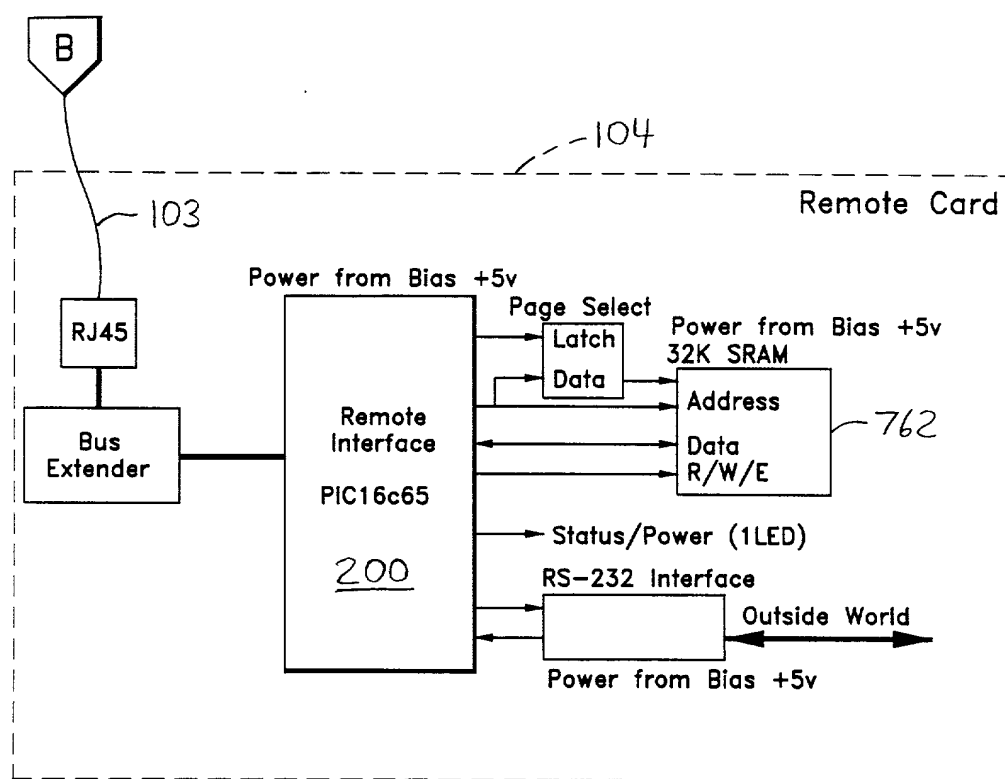 B
104
Remote Card
103
Power from Bias +5v
RJ45
Page Select
Latch
Data
Power from Bias +5v
32K SRAM
Address
Data
R/W/E
762
Bus
Extender
Remote
Interface
PIC16c65
200
Status/Power (1LED)
RS-232 Interface
Outside World
Power from Bias +5v